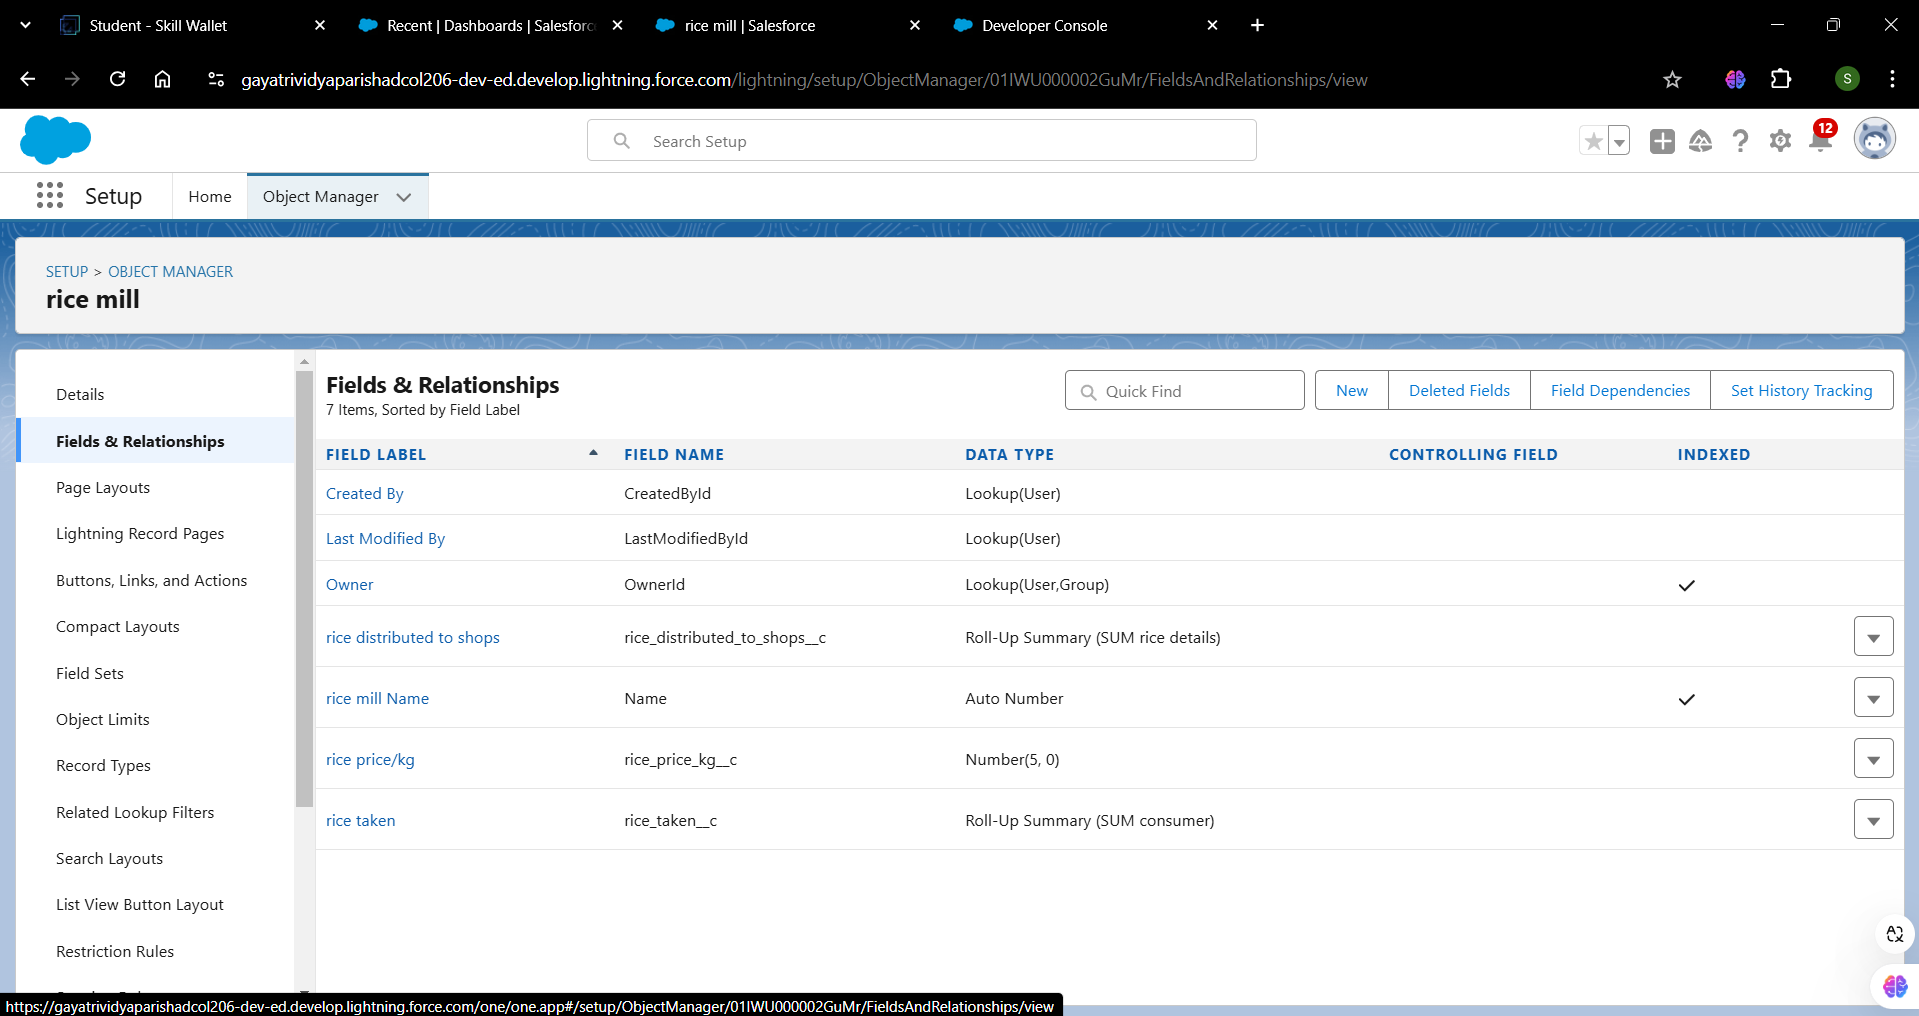 Student - Skill Wallet
Recent | Dashboards | Salesforc
rice mill | Salesforce
Developer Console
gayatrividyaparishadcol206-dev-ed.develop.lightning.force.com/lightning/setup/ObjectManager/01IWU000002GuMr/FieldsAndRelationships/view
S
Search Setup
12
Setup
Home
Object Manager
SETUP > OBJECT MANAGER
rice mill
Details
Fields & Relationships
Page Layouts
Lightning Record Pages
Buttons, Links, and Actions
Compact Layouts
Field Sets
Object Limits
Record Types
Related Lookup Filters
Search Layouts
List View Button Layout
Restriction Rules
Fields & Relationships
7 Items, Sorted by Field Label
Quick Find
New
Deleted Fields
Field Dependencies
Set History Tracking
FIELD LABEL FIELD NAME DATA TYPE CONTROLLING FIELD INDEXED
Created By CreatedById Lookup(User)
Last Modified By LastModifiedById Lookup(User)
Owner OwnerId Lookup(User,Group)
rice distributed to shops rice_distributed_to_shops__c Roll-Up Summary (SUM rice details)
rice mill Name Name Auto Number
rice price/kg rice_price_kg__c Number(5, 0)
rice taken rice_taken__c Roll-Up Summary (SUM consumer)
https://gayatrividyaparishadcol206-dev-ed.develop.lightning.force.com/one/one.app#/setup/ObjectManager/01IWU000002GuMr/FieldsAndRelationships/view